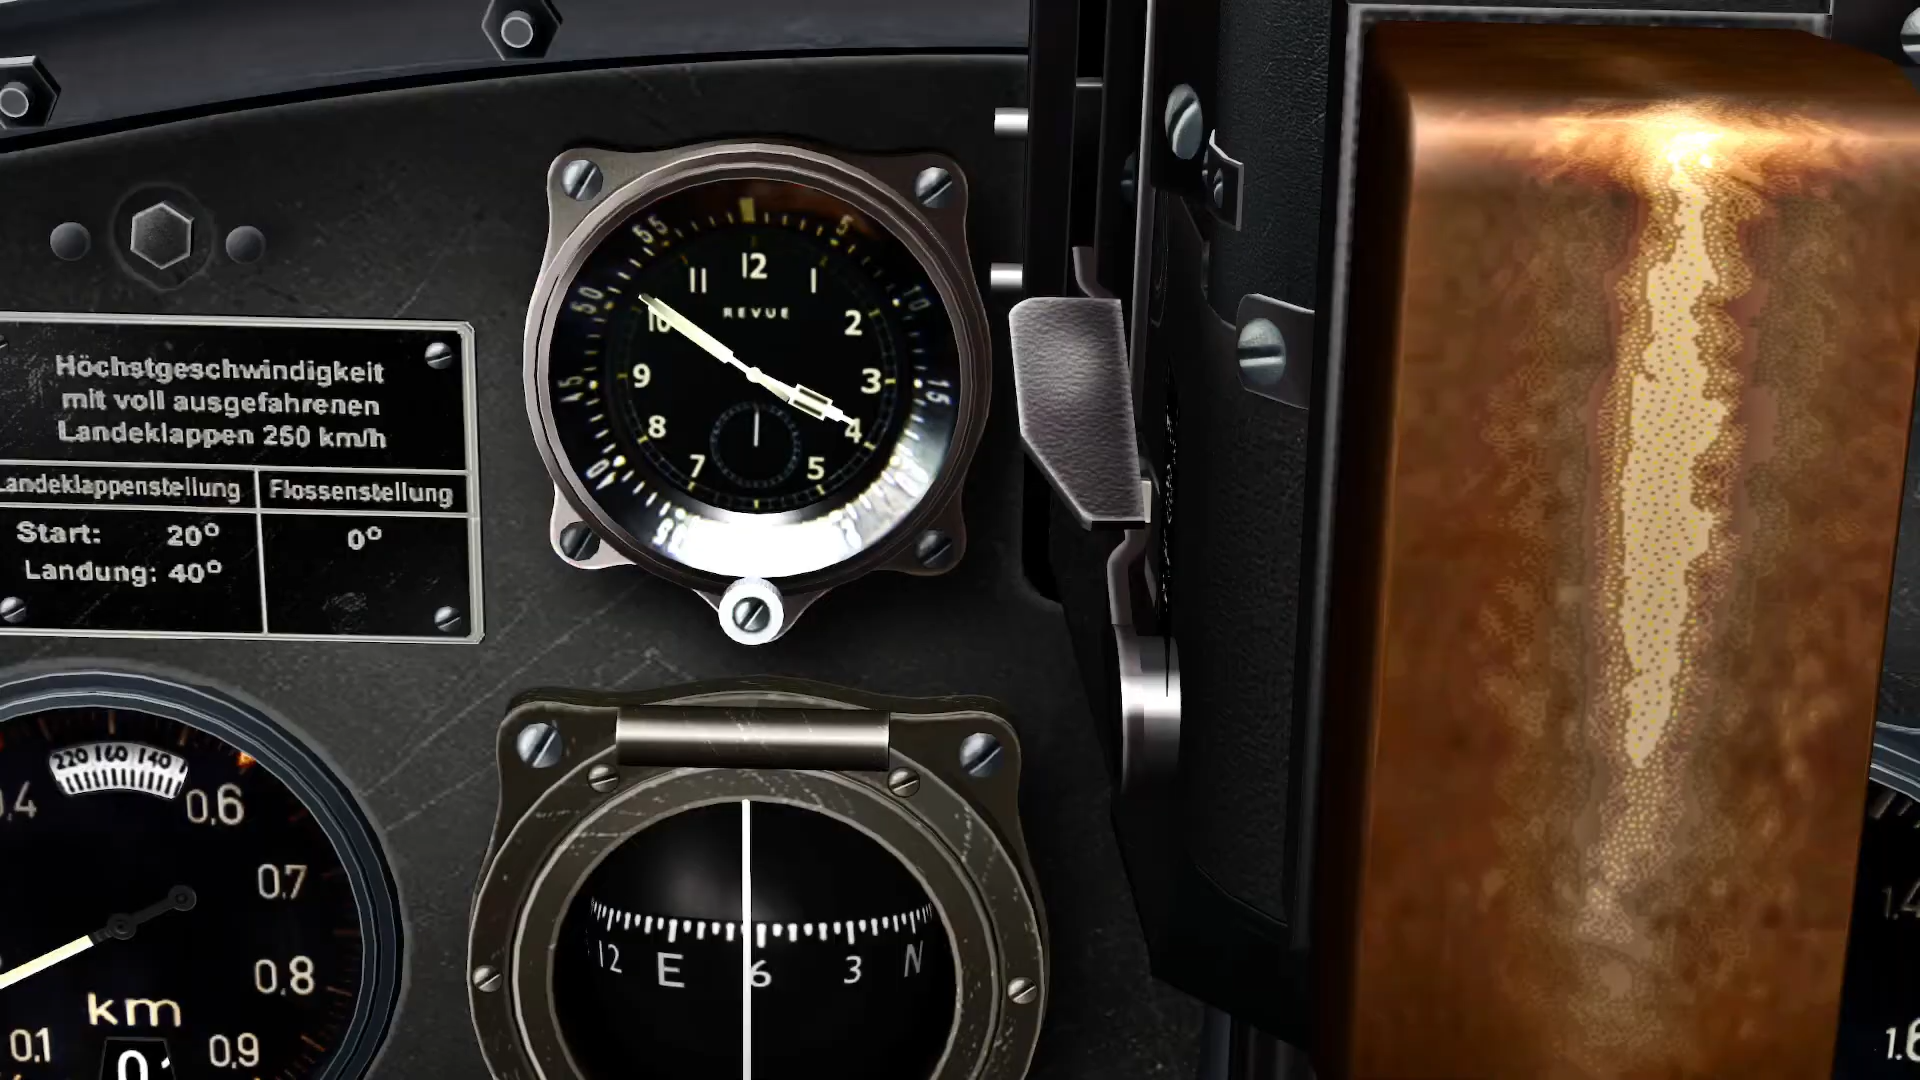 Höchstgeschwindigkeit
mit voll ausgefahrenen
Landeklappen 250 km/h
Landeklappenstellung
Flossenstellung
Start: 20°
0°
Landung: 40°
55
5
10
15
40
45
50
11 12 1
REVUE
10
2
9
3
8
4
7
5
220 160 140
0.6
0,7
0,8
km
0.1
0,9
12 E 6 3 N
1.4